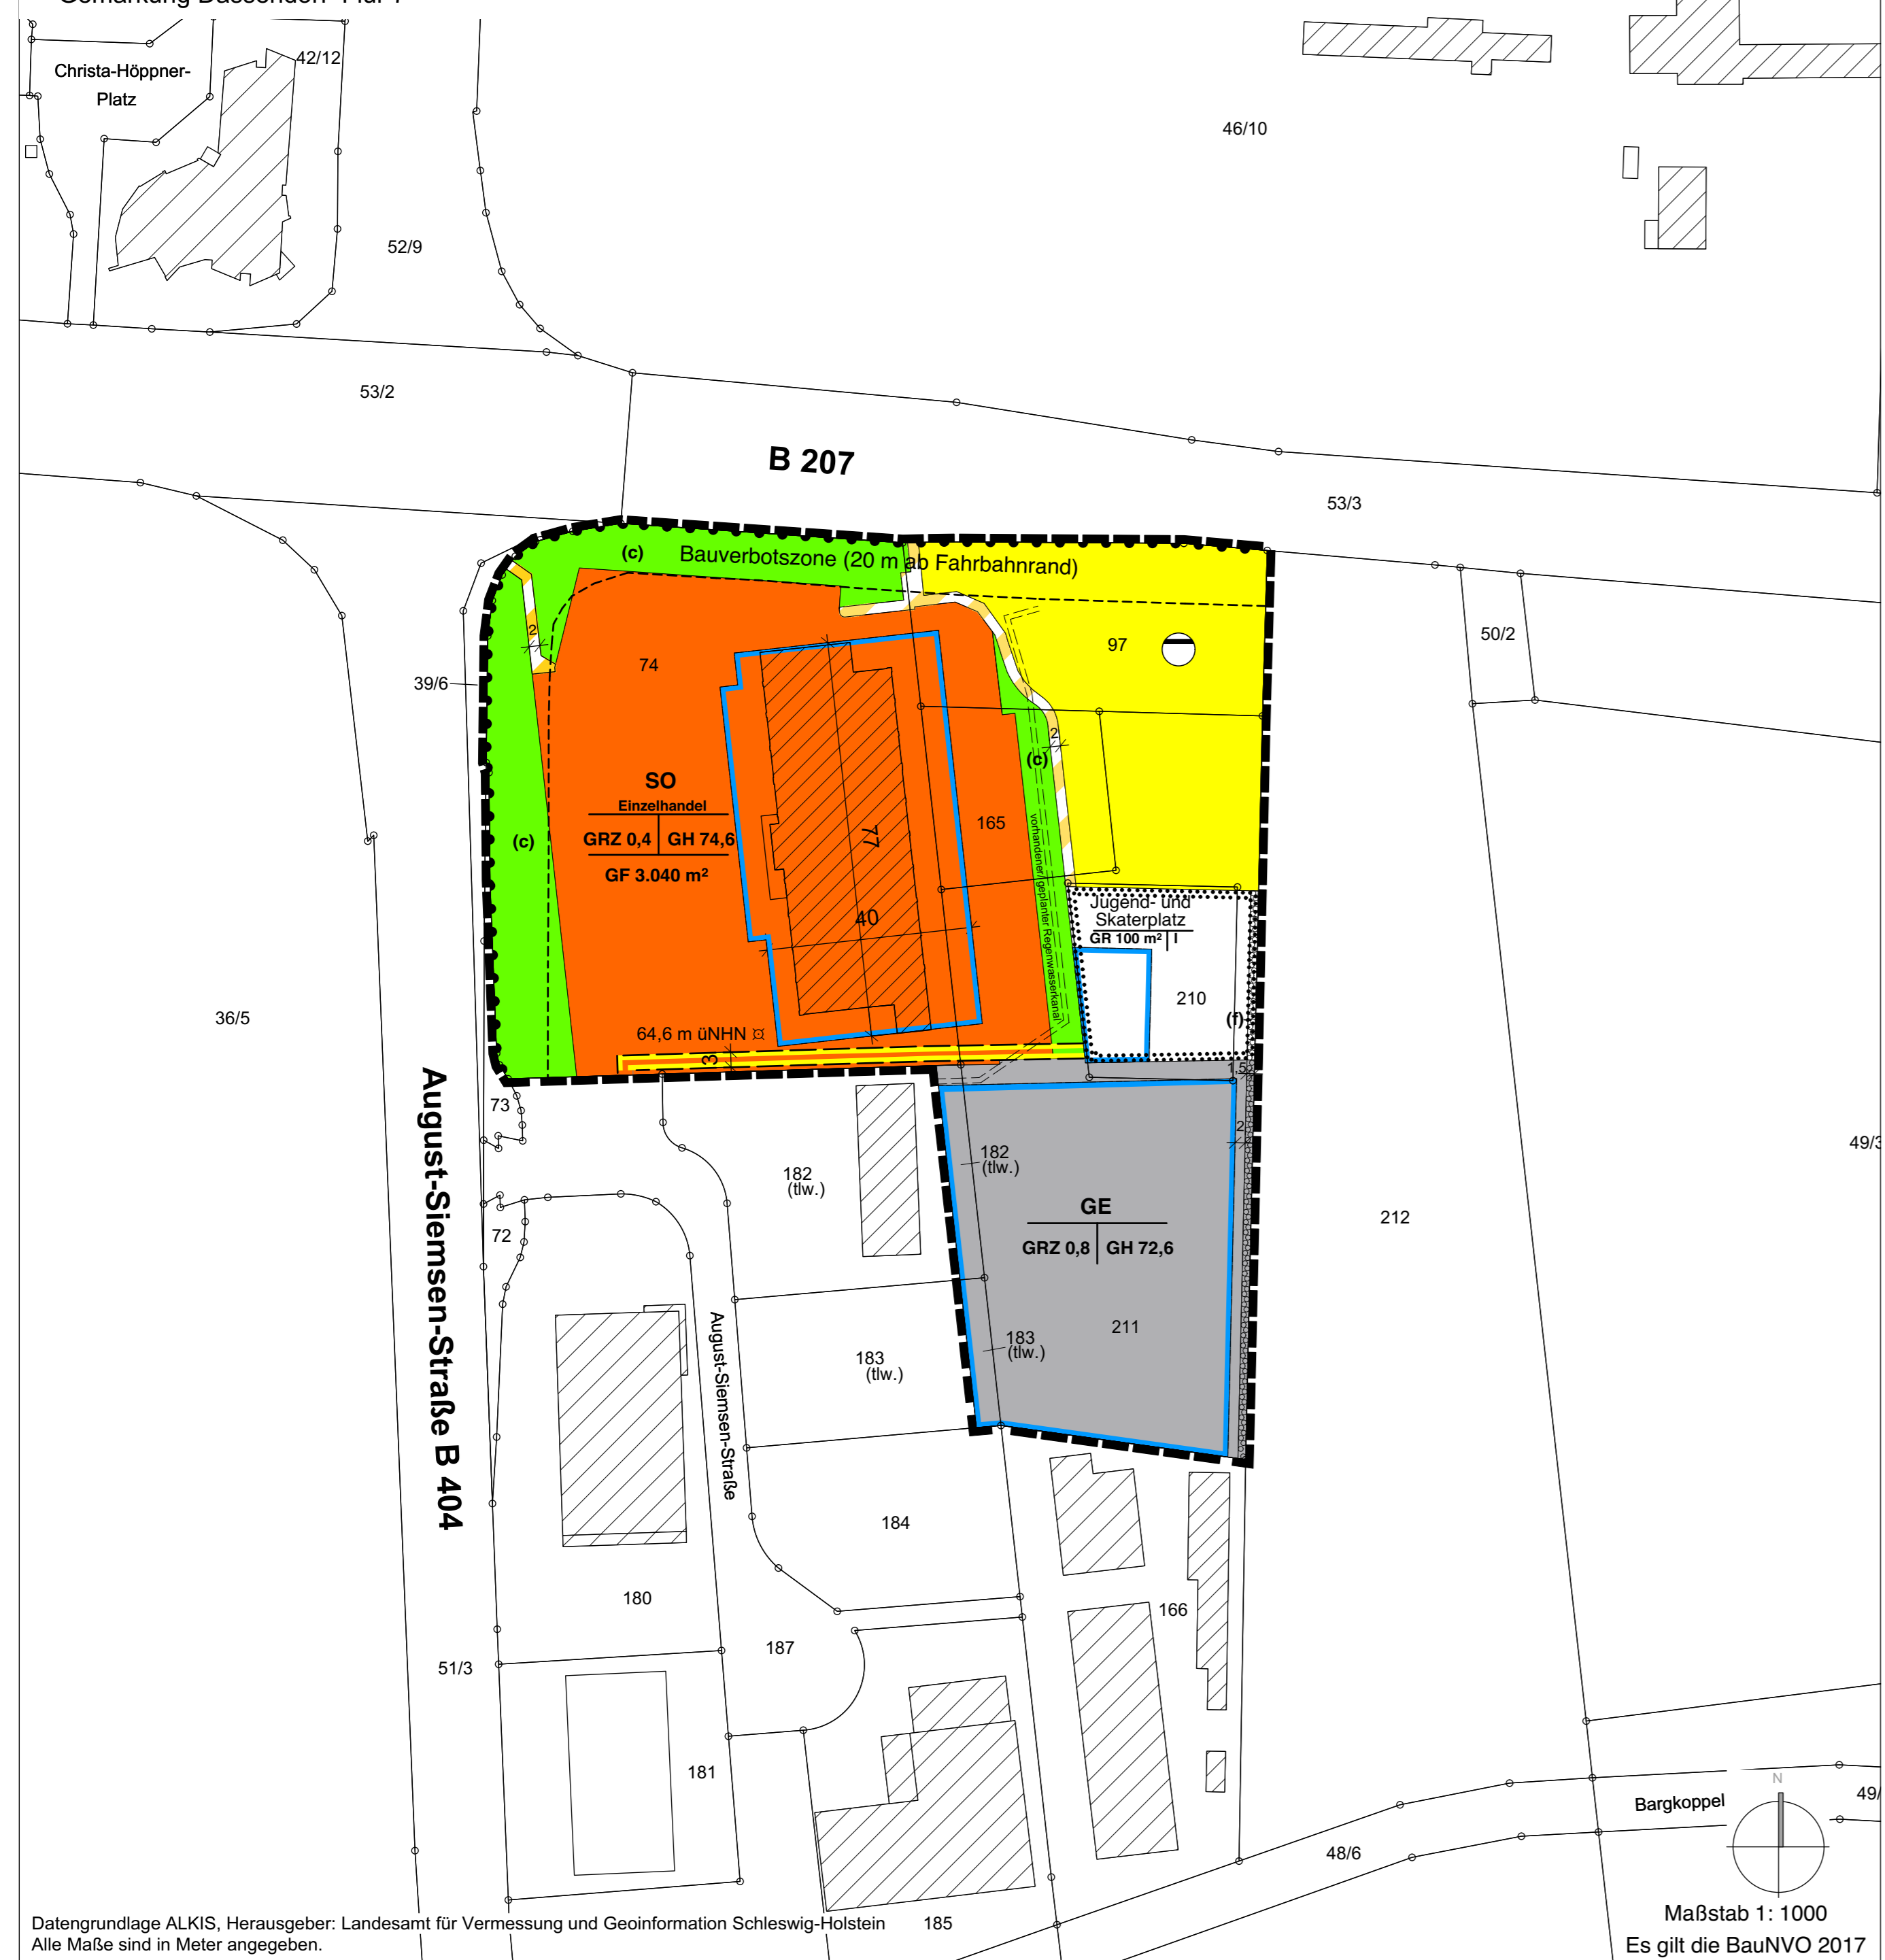 Christa-Höppner-
Platz
42/12
46/10
52/9
53/2
B 207
53/3
(c)
Bauverbotszone (20 m ab Fahrbahnrand)
2
74
97
50/2
39/6
2
(c)
SO
Einzelhandel
GRZ 0,4
GH 74,6
GF 3.040 m²
(c)
77
165
vorhandener/geplanter Regenwasserkanal
40
Jugend- und
Skaterplatz
GR 100 m²
I
210
(f)
36/5
64,6 m üNHN
3
1,5
73
August-Siemsen-Straße B 404
182
(tlw.)
182
(tlw.)
2
49/3
72
GE
GRZ 0,8
GH 72,6
212
211
183
(tlw.)
183
(tlw.)
August-Siemsen-Straße
184
180
166
187
51/3
181
N
Bargkoppel
49/
48/6
Datengrundlage ALKIS, Herausgeber: Landesamt für Vermessung und Geoinformation Schleswig-Holstein
185
Alle Maße sind in Meter angegeben.
Maßstab 1: 1000
Es gilt die BauNVO 2017